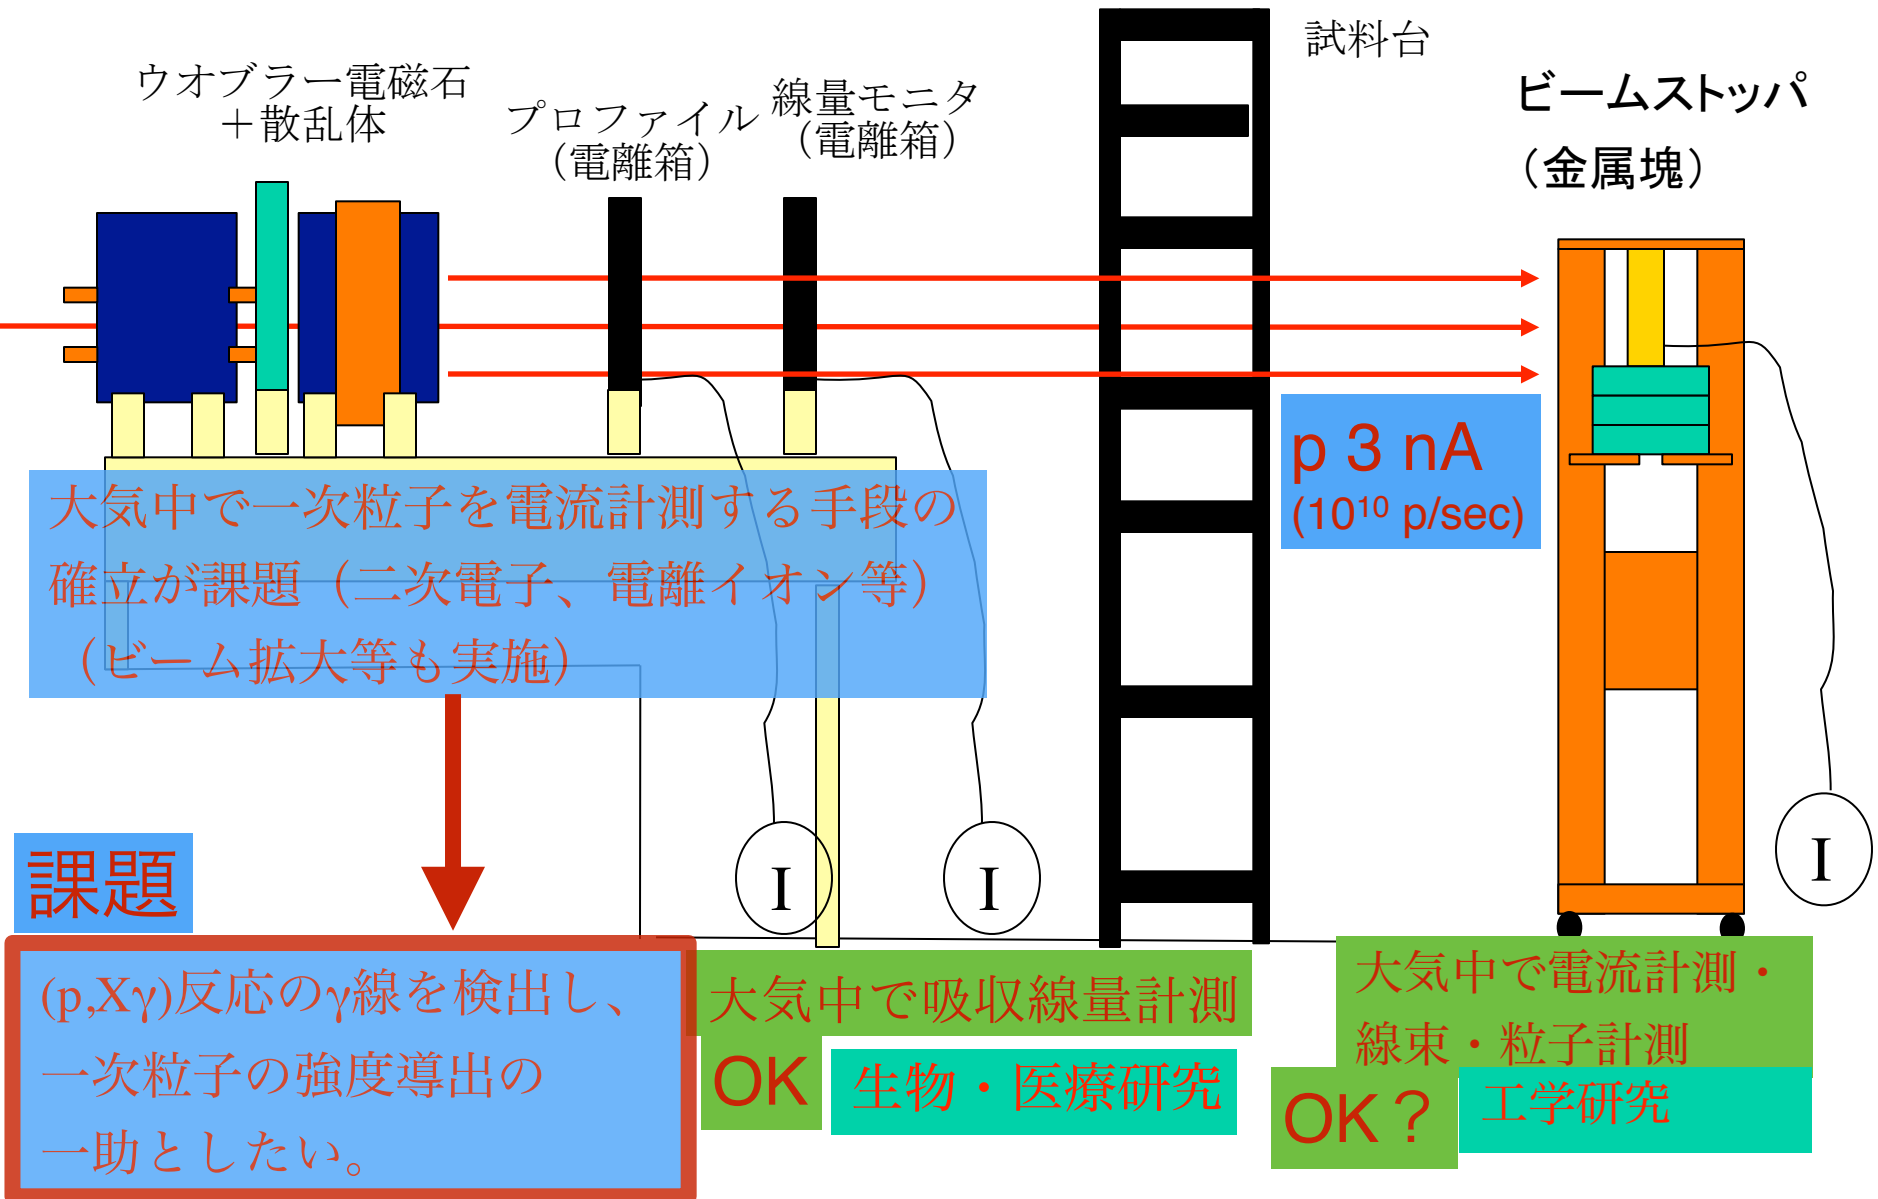 試料台
ウオブラー電磁石
＋散乱体
プロファイル
（電離箱）
線量モニタ
（電離箱）
ビームストッパ
（金属塊）
p 3 nA
(10¹⁰ p/sec)
大気中で一次粒子を電流計測する手段の
確立が課題（二次電子、電離イオン等）
（ビーム拡大等も実施）
I
I
I
課題
(p,Xγ)反応のγ線を検出し、
一次粒子の強度導出の
一助としたい。
大気中で吸収線量計測
OK
生物・医療研究
大気中で電流計測・
線束・粒子計測
OK？
工学研究